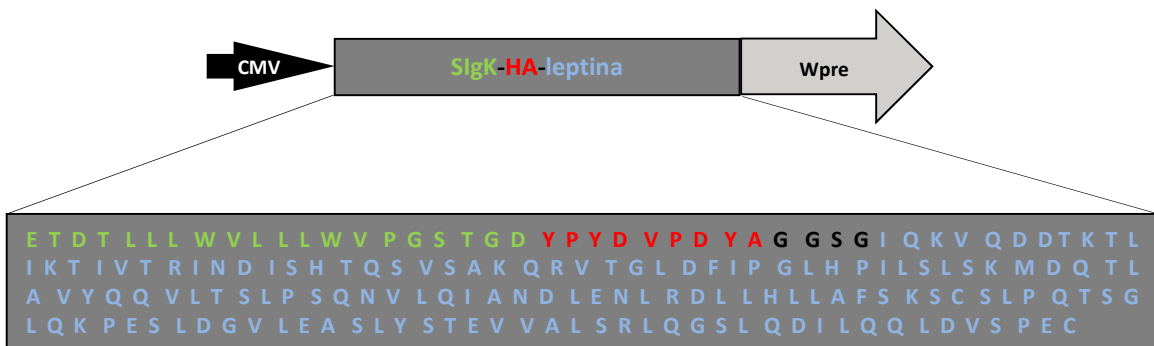 CMV SIgK-HA-leptina Wpre
E T D T L L L W V L L L W V P G S T G D Y P Y D V P D Y A G G S G I Q K V Q D D T K T L
I K T I V T R I N D I S H T Q S V S A K Q R V T G L D F I P G L H P I L S L S K M D Q T L
A V Y Q Q V L T S L P S Q N V L Q I A N D L E N L R D L L H L L A F S K S C S L P Q T S G
L Q K P E S L D G V L E A S L Y S T E V V A L S R L Q G S L Q D I L Q Q L D V S P E C